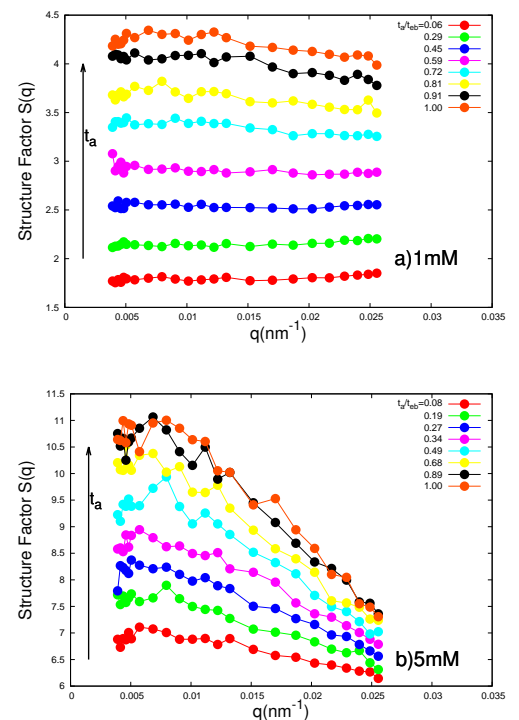 4.5
4
3.5
3
2.5
2
1.5
Structure Factor S(q)
tₐ
tₐ/t_eb=0.06
0.29
0.45
0.59
0.72
0.81
0.91
1.00
a)1mM
0 0.005 0.01 0.015 0.02 0.025 0.03 0.035
q(nm⁻¹)
11.5
11
10.5
10
9.5
9
8.5
8
7.5
7
6.5
6
Structure Factor S(q)
tₐ
tₐ/t_eb=0.08
0.19
0.27
0.34
0.49
0.68
0.89
1.00
b)5mM
0 0.005 0.01 0.015 0.02 0.025 0.03 0.035
q(nm⁻¹)